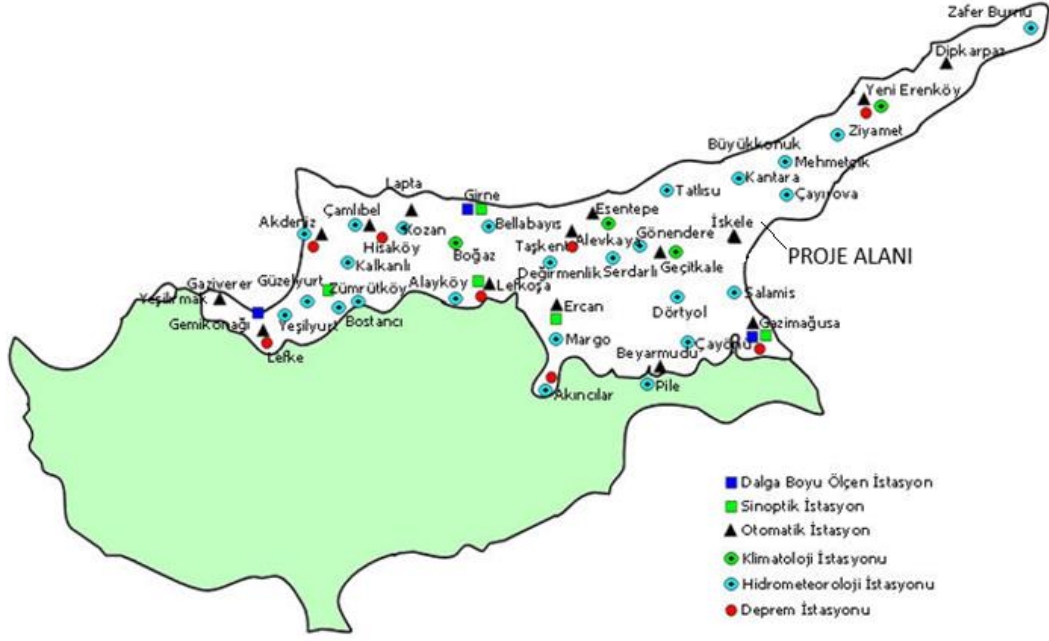 Zafer Burnu
Dipkarpaz
Yeni Erenköy
Ziyamet
Büyükkonuk
Mehmetçik
Kantara
Çayırova
Tatlısu
Lapta
Girne
Esentepe
İskele
Çamlıbel
Akdeniz
Kozan
Bellabayıs
Gönendere
Hisaköy
Boğaz
Taşkent
Alevkaya
PROJE ALANI
Kalkanlı
Değirmenlik
Serdarlı
Geçitkale
Gaziverer
Güzelyurt
Zümrütköy
Alayköy
Lefkoşa
Yeşilırmak
Salamis
Ercan
Dörtyol
Gemikonağı
Yeşilyurt
Bostancı
Gazimağusa
Margo
Çayönü
Lefke
Beyarmudu
Akıncılar
Pile
Dalga Boyu Ölçen İstasyon
Sinoptik İstasyon
Otomatik İstasyon
Klimatoloji İstasyonu
Hidrometeoroloji İstasyonu
Deprem İstasyonu